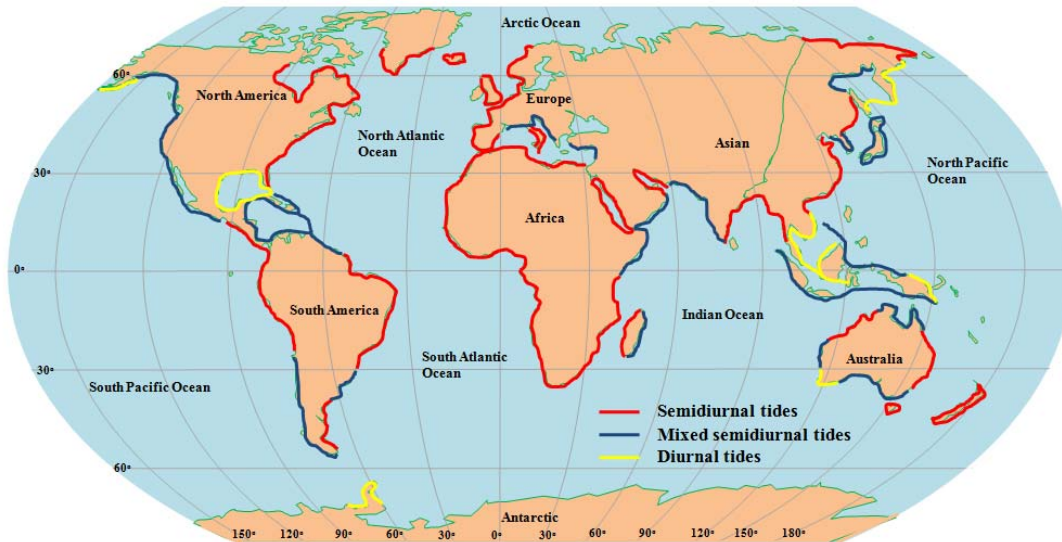 Arctic Ocean
60°
North America
Europe
North Atlantic
Ocean
Asian
North Pacific
Ocean
30°
Africa
0°
South America
Indian Ocean
South Atlantic
Ocean
Australia
30°
South Pacific Ocean
Semidiurnal tides
Mixed semidiurnal tides
Diurnal tides
60°
Antarctic
150° 120° 90° 60° 30° 0° 30° 60° 90° 120° 150° 180°